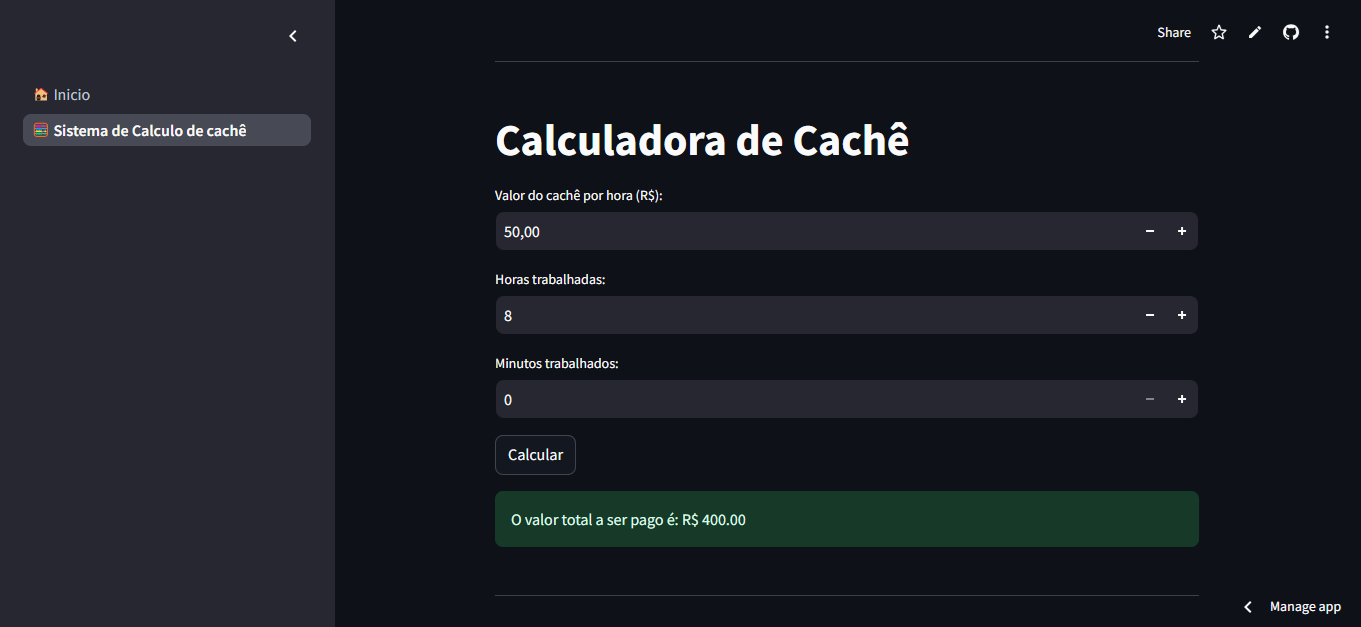 Share
Inicio
Sistema de Calculo de cachê
Calculadora de Cachê
Valor do cachê por hora (R$):
50,00
Horas trabalhadas:
8
Minutos trabalhados:
0
Calcular
O valor total a ser pago é: R$ 400.00
Manage app